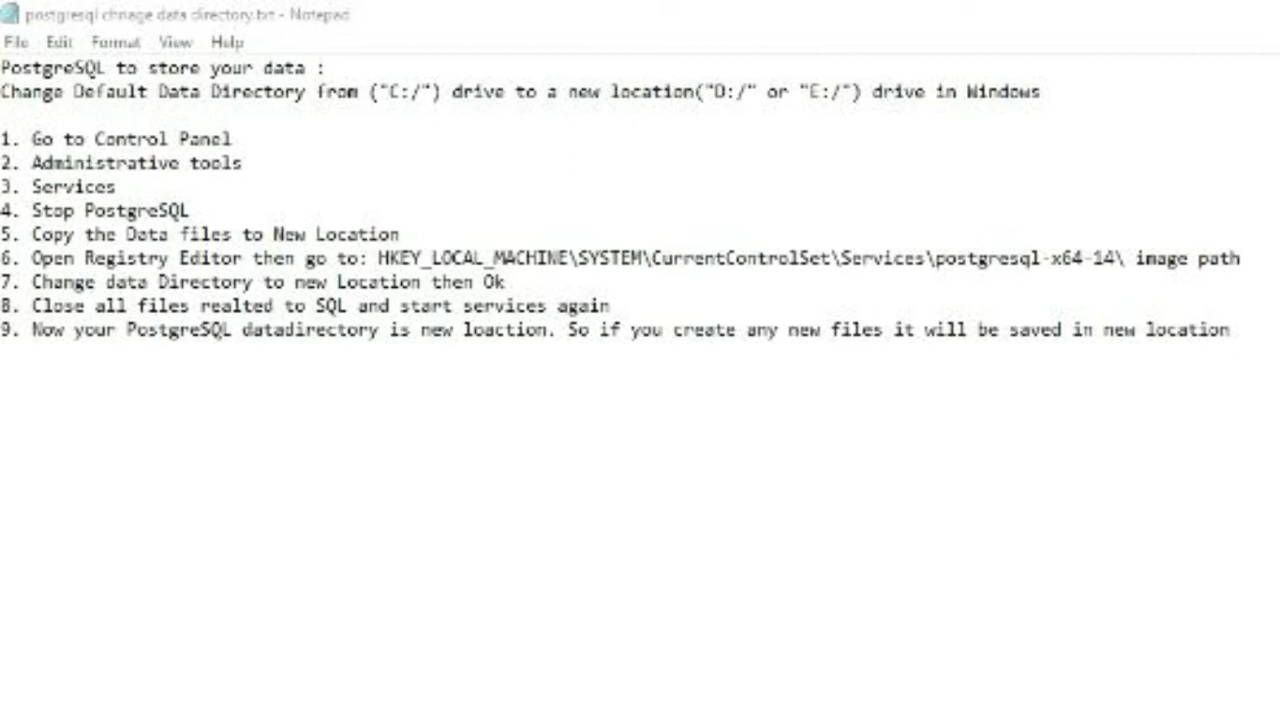 postgresql chnage data directory.txt - Notepad
File Edit Format View Help
PostgreSQL to store your data :
Change Default Data Directory from ("C:/") drive to a new location("D:/" or "E:/") drive in Windows
1. Go to Control Panel
2. Administrative tools
3. Services
4. Stop PostgreSQL
5. Copy the Data files to New Location
6. Open Registry Editor then go to: HKEY_LOCAL_MACHINE\SYSTEM\CurrentControlSet\Services\postgresql-x64-14\ image path
7. Change data Directory to new Location then Ok
8. Close all files realted to SQL and start services again
9. Now your PostgreSQL datadirectory is new loaction. So if you create any new files it will be saved in new location